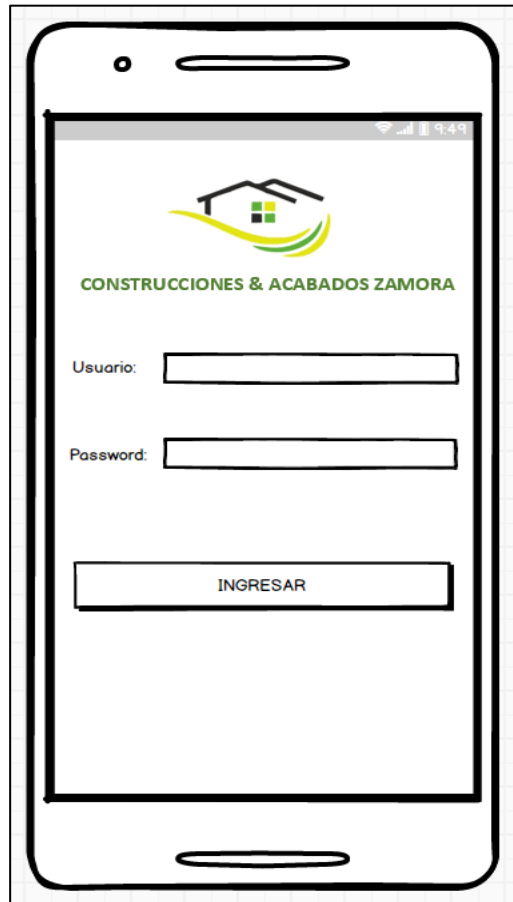 9:49
CONSTRUCCIONES & ACABADOS ZAMORA
Usuario:
Password:
INGRESAR